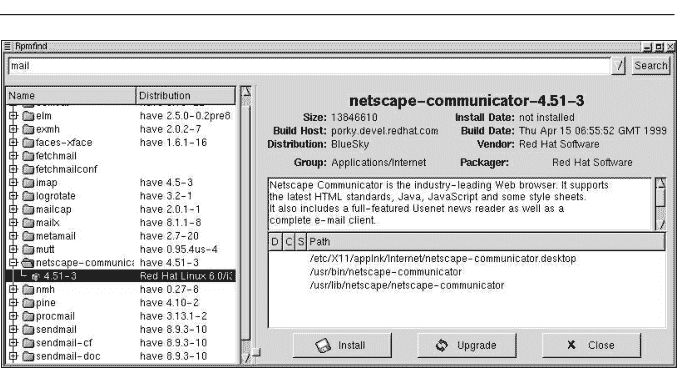 Rpmfind
mail
Search
Name Distribution
elm have 2.5.0-0.2pre8
exmh have 2.0.2-7
faces-xface have 1.6.1-16
fetchmail
fetchmailconf
imap have 4.5-3
logrotate have 3.2-1
mailcap have 2.0.1-1
mailx have 8.1.1-8
metamail have 2.7-20
mutt have 0.95.4us-4
netscape-communica have 4.51-3
4.51-3 Red Hat Linux 6.0/i3
nmh have 0.27-8
pine have 4.10-2
procmail have 3.13.1-2
sendmail have 8.9.3-10
sendmail-cf have 8.9.3-10
sendmail-doc have 8.9.3-10
netscape-communicator-4.51-3
Size: 13846610 Install Date: not installed
Build Host: porky.devel.redhat.com Build Date: Thu Apr 15 06:55:52 GMT 1999
Distribution: BlueSky Vendor: Red Hat Software
Group: Applications/Internet Packager: Red Hat Software
Netscape Communicator is the industry-leading Web browser. It supports
the latest HTML standards, Java, JavaScript and some style sheets.
It also includes a full-featured Usenet news reader as well as a
complete e-mail client.
D C S Path
/etc/X11/applnk/Internet/netscape-communicator.desktop
/usr/bin/netscape-communicator
/usr/lib/netscape/netscape-communicator
Install Upgrade Close